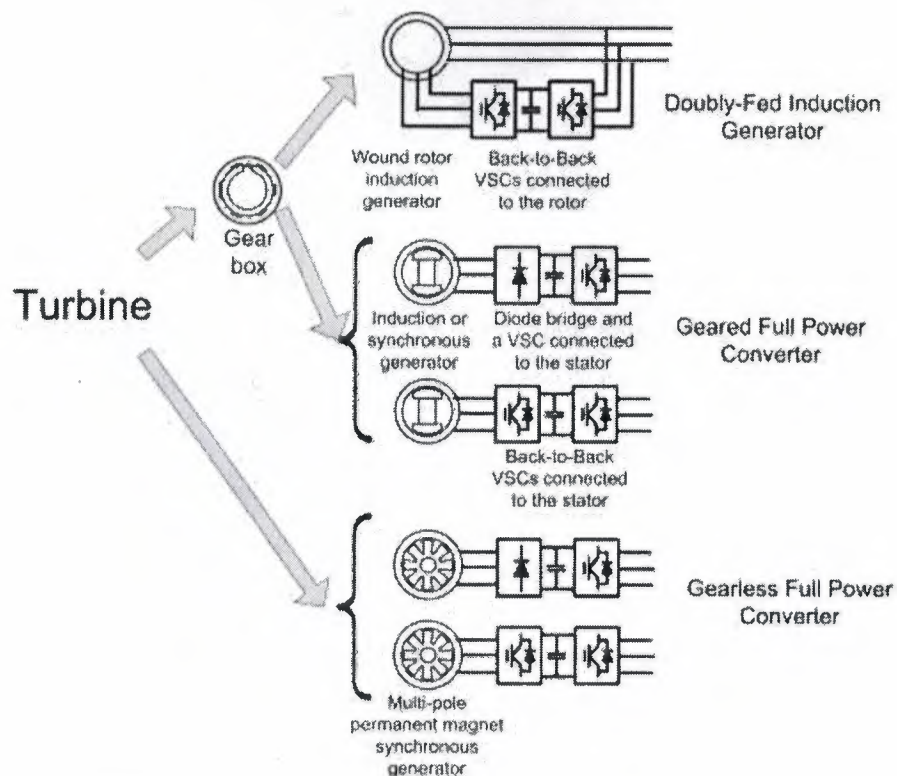 Doubly-Fed Induction
Generator
Wound rotor
induction
generator
Back-to-Back
VSCs connected
to the rotor
Gear
box
Turbine
Induction or
synchronous
generator
Diode bridge and
a VSC connected
to the stator
Geared Full Power
Converter
Back-to-Back
VSCs connected
to the stator
Gearless Full Power
Converter
Multi-pole
permanent magnet
synchronous
generator